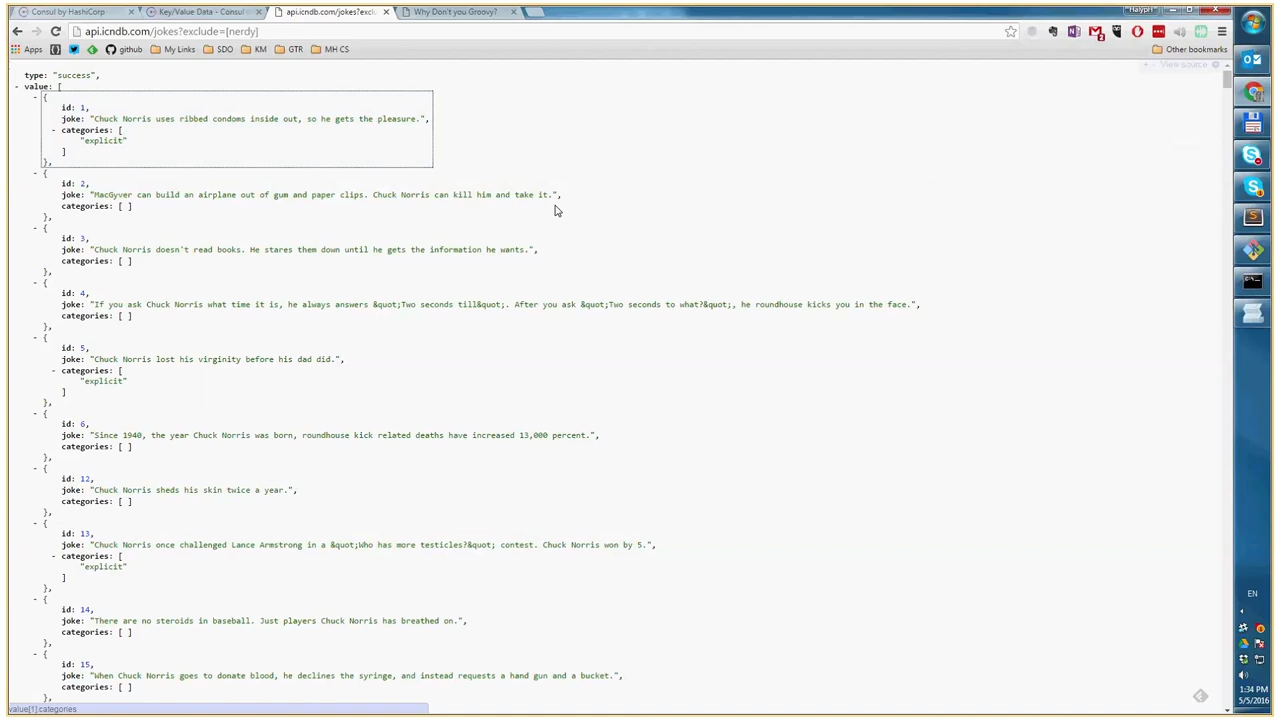 Consul by HashiCorp
Key/Value Data - Consul
api.icndb.com/jokes?exclu
Why Don't you Groovy?
api.icndb.com/jokes?exclude=[nerdy]
Apps
github
My Links
SDO
KM
GTR
MH CS
Other bookmarks
+ - View source
type: "success",
- value: [
- {
id: 1,
joke: "Chuck Norris uses ribbed condoms inside out, so he gets the pleasure.",
- categories: [
"explicit"
]
},
- {
id: 2,
joke: "MacGyver can build an airplane out of gum and paper clips. Chuck Norris can kill him and take it.",
categories: [ ]
},
- {
id: 3,
joke: "Chuck Norris doesn't read books. He stares them down until he gets the information he wants.",
categories: [ ]
},
- {
id: 4,
joke: "If you ask Chuck Norris what time it is, he always answers &quot;Two seconds till&quot;. After you ask &quot;Two seconds to what?&quot;, he roundhouse kicks you in the face.",
categories: [ ]
},
- {
id: 5,
joke: "Chuck Norris lost his virginity before his dad did.",
- categories: [
"explicit"
]
},
- {
id: 6,
joke: "Since 1940, the year Chuck Norris was born, roundhouse kick related deaths have increased 13,000 percent.",
categories: [ ]
},
- {
id: 12,
joke: "Chuck Norris sheds his skin twice a year.",
categories: [ ]
},
- {
id: 13,
joke: "Chuck Norris once challenged Lance Armstrong in a &quot;Who has more testicles?&quot; contest. Chuck Norris won by 5.",
- categories: [
"explicit"
]
},
- {
id: 14,
joke: "There are no steroids in baseball. Just players Chuck Norris has breathed on.",
categories: [ ]
},
- {
id: 15,
joke: "When Chuck Norris goes to donate blood, he declines the syringe, and instead requests a hand gun and a bucket.",
categories: [ ]
},
value[1].categories
EN
1:34 PM
5/5/2016